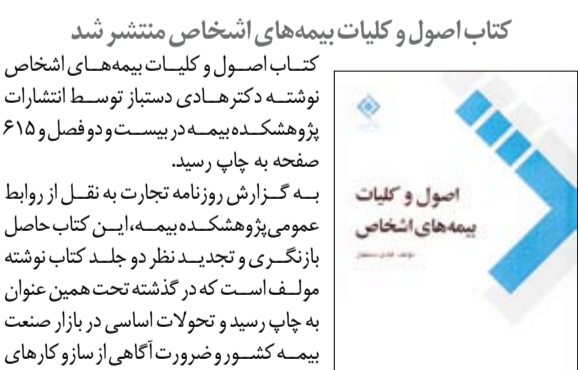 کتاب اصول و کلیات بیمه‌های اشخاص منتشر شد
کتاب اصول و کلیات بیمه‌های اشخاص
نوشته دکتر هادی دستباز توسط انتشارات
پژوهشکده بیمه در بیست و دو فصل و ۶۱۵
صفحه به چاپ رسید.
به گزارش روزنامه تجارت به نقل از روابط
عمومی پژوهشکده بیمه، این کتاب حاصل
بازنگری و تجدید نظر دو جلد کتاب نوشته
مولف است که در گذشته تحت همین عنوان
به چاپ رسید و تحولات اساسی در بازار صنعت
بیمه کشور و ضرورت آگاهی از ساز و کارهای
اصول و کلیات
بیمه‌های اشخاص